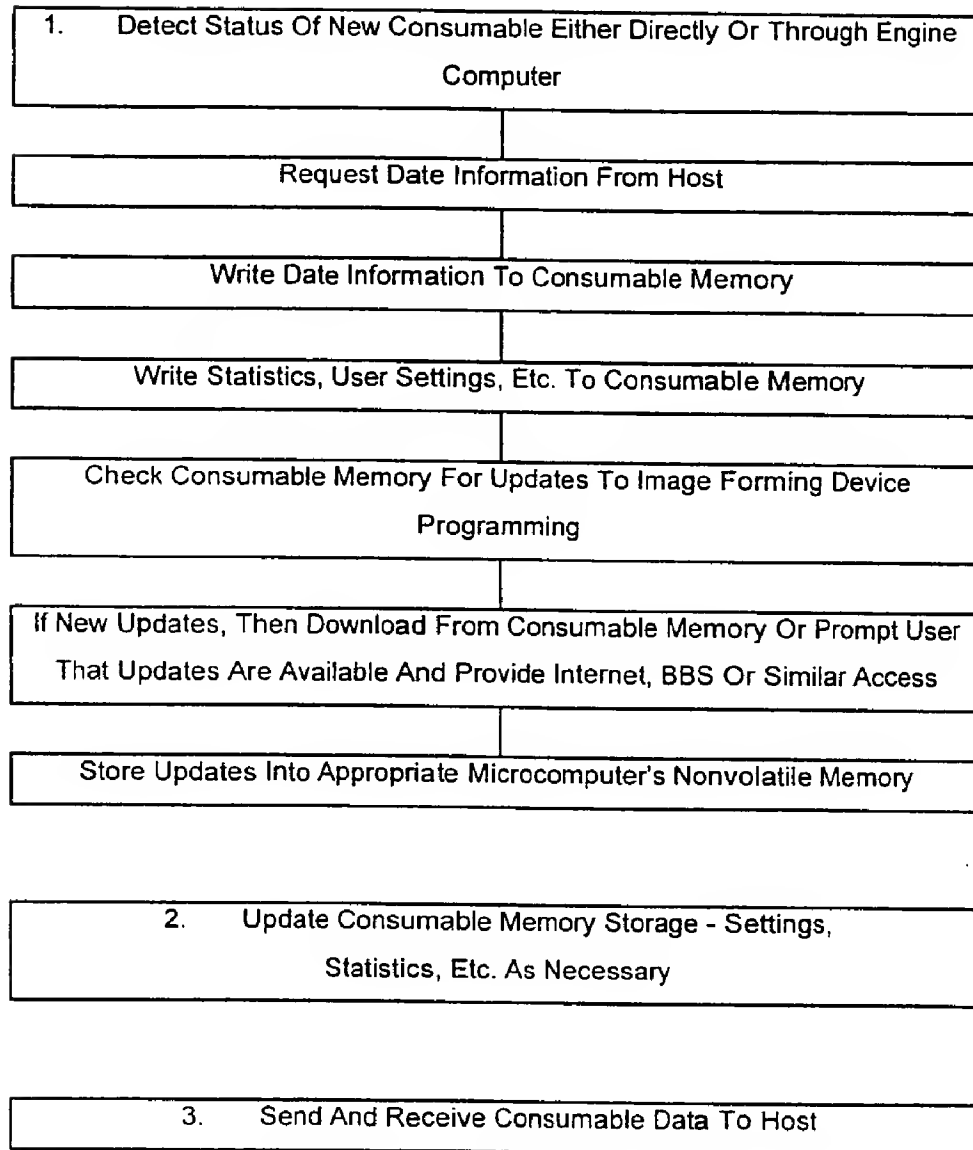 1. Detect Status Of New Consumable Either Directly Or Through Engine
Computer
Request Date Information From Host
Write Date Information To Consumable Memory
Write Statistics, User Settings, Etc. To Consumable Memory
Check Consumable Memory For Updates To Image Forming Device
Programming
If New Updates, Then Download From Consumable Memory Or Prompt User
That Updates Are Available And Provide Internet, BBS Or Similar Access
Store Updates Into Appropriate Microcomputer's Nonvolatile Memory
2. Update Consumable Memory Storage - Settings,
Statistics, Etc. As Necessary
3. Send And Receive Consumable Data To Host